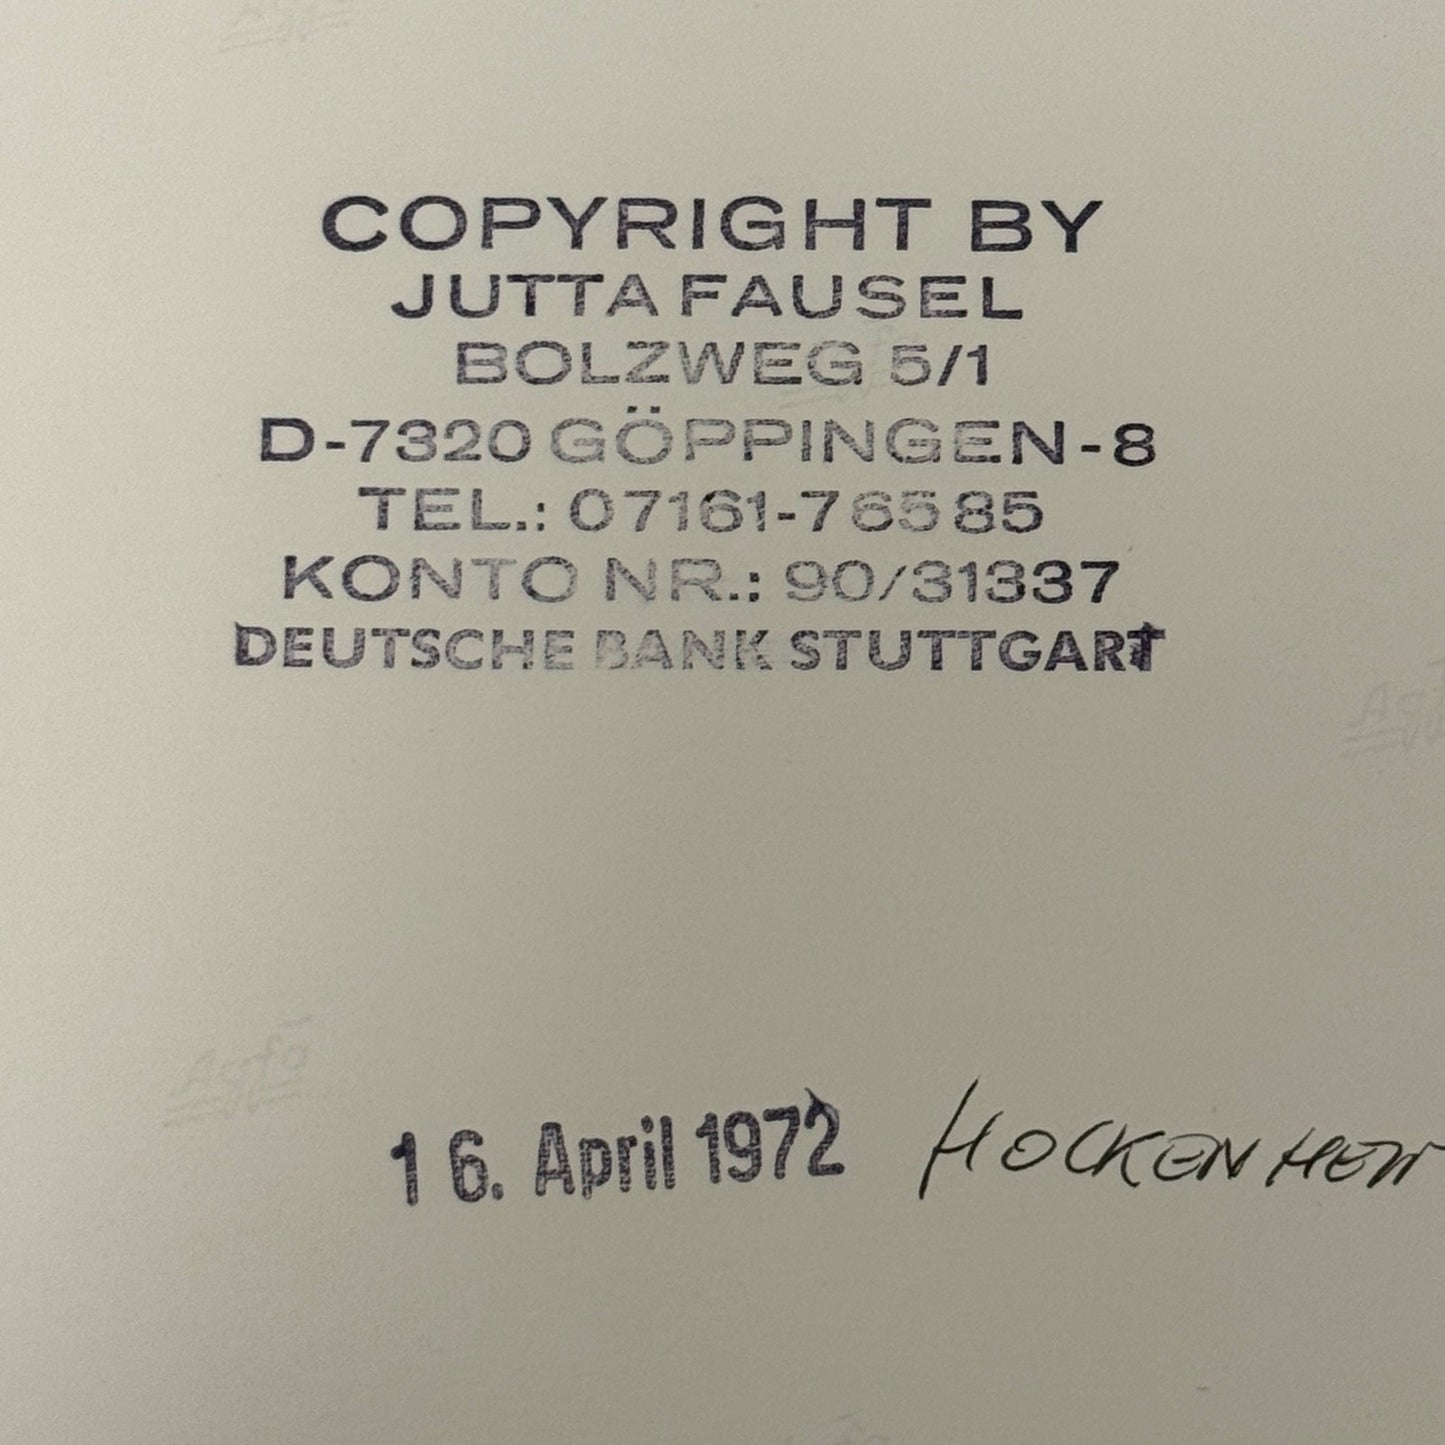 COPYRIGHT BY
JUTTA FAUSEL
BOLZWEG 5/1
D-7320 GÖPPINGEN-8
TEL.: 07161-76585
KONTO NR.: 90/31337
DEUTSCHE BANK STUTTGART
16. April 1972